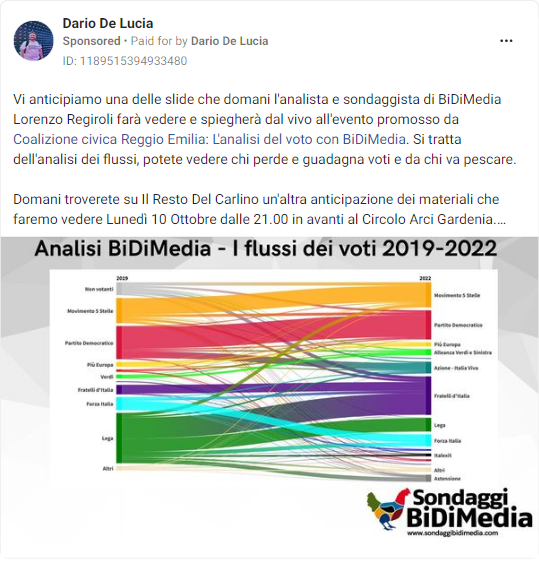 Dario De Lucia
Sponsored • Paid for by Dario De Lucia
ID: 1189515394933480
Vi anticipiamo una delle slide che domani l'analista e sondaggista di BiDiMedia
Lorenzo Regiroli farà vedere e spiegherà dal vivo all'evento promosso da
Coalizione civica Reggio Emilia: L'analisi del voto con BiDiMedia. Si tratta
dell'analisi dei flussi, potete vedere chi perde e guadagna voti e da chi va pescare.
Domani troverete su Il Resto Del Carlino un'altra anticipazione dei materiali che
faremo vedere Lunedì 10 Ottobre dalle 21.00 in avanti al Circolo Arci Gardenia....
Analisi BiDiMedia - I flussi dei voti 2019-2022
2019
2022
Non votanti
Movimento 5 Stelle
Partito Democratico
Più Europa
Verdi
Fratelli d'Italia
Forza Italia
Lega
Altri
Movimento 5 Stelle
Partito Democratico
Più Europa
Alleanza Verdi e Sinistra
Azione - Italia Viva
Fratelli d'Italia
Lega
Forza Italia
Italexit
Altri
Astensione
Sondaggi
BiDiMedia
www.sondaggibidimedia.com